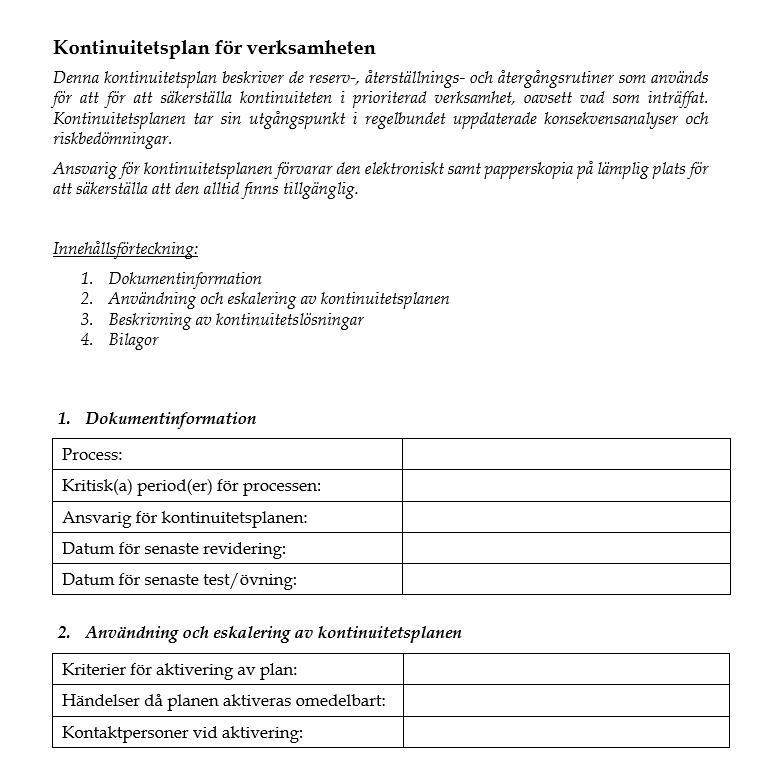 Kontinuitetsplan för verksamheten
Denna kontinuitetsplan beskriver de reserv-, återställnings- och återgångsrutiner som används
för att för att säkerställa kontinuiteten i prioriterad verksamhet, oavsett vad som inträffat.
Kontinuitetsplanen tar sin utgångspunkt i regelbundet uppdaterade konsekvensanalyser och
riskbedömningar.
Ansvarig för kontinuitetsplanen förvarar den elektroniskt samt papperskopia på lämplig plats för
att säkerställa att den alltid finns tillgänglig.
Innehållsförteckning:
1. Dokumentinformation
2. Användning och eskalering av kontinuitetsplanen
3. Beskrivning av kontinuitetslösningar
4. Bilagor
1. Dokumentinformation
Process:
Kritisk(a) period(er) för processen:
Ansvarig för kontinuitetsplanen:
Datum för senaste revidering:
Datum för senaste test/övning:
2. Användning och eskalering av kontinuitetsplanen
Kriterier för aktivering av plan:
Händelser då planen aktiveras omedelbart:
Kontaktpersoner vid aktivering: